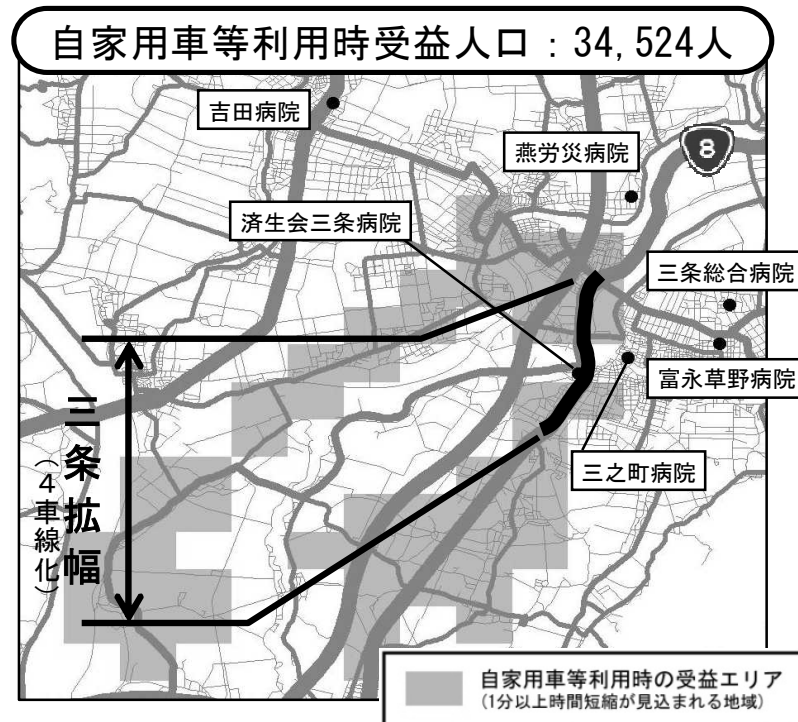 自家用車等利用時受益人口：34,524人
吉田病院
燕労災病院
8
済生会三条病院
三条総合病院
富永草野病院
三之町病院
三条拡幅
（4車線化）
自家用車等利用時の受益エリア
（1分以上時間短縮が見込まれる地域）